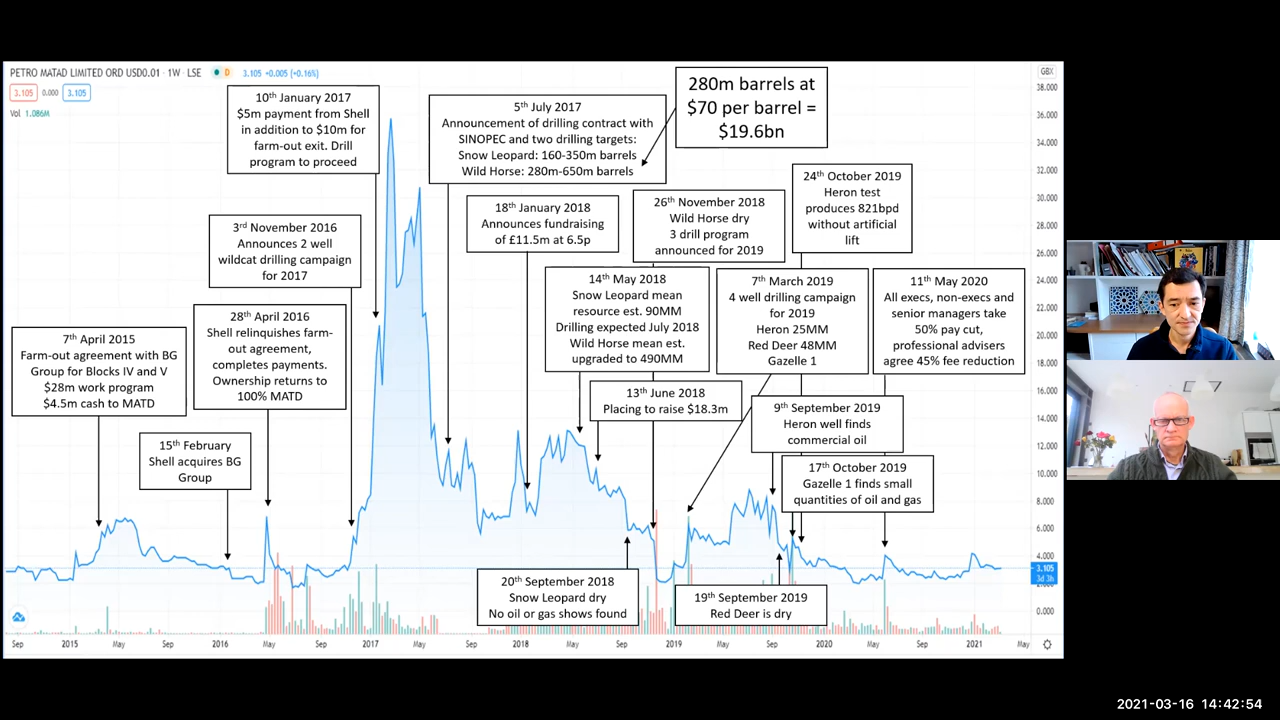 PETRO MATAD LIMITED ORD USD0.01 · 1W · LSE
D
3.105 +0.005 (+0.16%)
3.105
0.000
3.105
Vol 1.086M
GBX
10th January 2017
$5m payment from Shell
in addition to $10m for
farm-out exit. Drill
program to proceed
5th July 2017
Announcement of drilling contract with
SINOPEC and two drilling targets:
Snow Leopard: 160-350m barrels
Wild Horse: 280m-650m barrels
280m barrels at
$70 per barrel =
$19.6bn
3rd November 2016
Announces 2 well
wildcat drilling campaign
for 2017
18th January 2018
Announces fundraising
of £11.5m at 6.5p
26th November 2018
Wild Horse dry
3 drill program
announced for 2019
24th October 2019
Heron test
produces 821bpd
without artificial
lift
7th April 2015
Farm-out agreement with BG
Group for Blocks IV and V
$28m work program
$4.5m cash to MATD
28th April 2016
Shell relinquishes farm-
out agreement,
completes payments.
Ownership returns to
100% MATD
14th May 2018
Snow Leopard mean
resource est. 90MM
Drilling expected July 2018
Wild Horse mean est.
upgraded to 490MM
7th March 2019
4 well drilling campaign
for 2019
Heron 25MM
Red Deer 48MM
Gazelle 1
11th May 2020
All execs, non-execs and
senior managers take
50% pay cut,
professional advisers
agree 45% fee reduction
15th February
Shell acquires BG
Group
13th June 2018
Placing to raise $18.3m
9th September 2019
Heron well finds
commercial oil
17th October 2019
Gazelle 1 finds small
quantities of oil and gas
20th September 2018
Snow Leopard dry
No oil or gas shows found
19th September 2019
Red Deer is dry
38.000
34.000
32.000
30.000
28.000
26.000
24.000
22.000
20.000
18.000
16.000
14.000
12.000
10.000
8.000
6.000
4.000
3.105
3d 3h
0.000
Sep 2015 May Sep 2016 May Sep 2017 May Sep 2018 May Sep 2019 May Sep 2020 May Sep 2021 May
2021-03-16 14:42:54